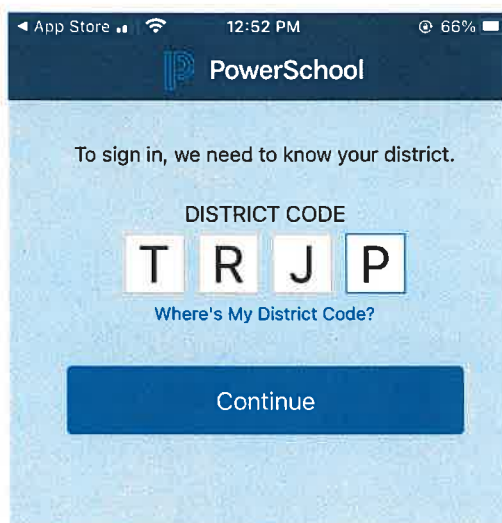 ◀ App Store 12:52 PM 66%
PowerSchool
To sign in, we need to know your district.
DISTRICT CODE
T R J P
Where's My District Code?
Continue